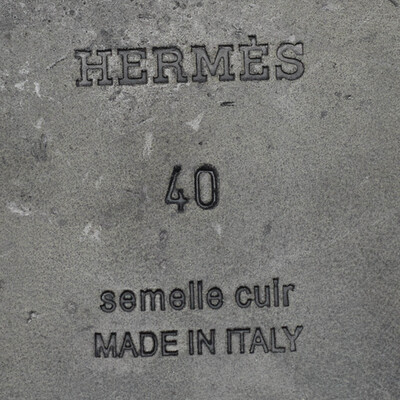 HERMÈS
40
semelle cuir
MADE IN ITALY